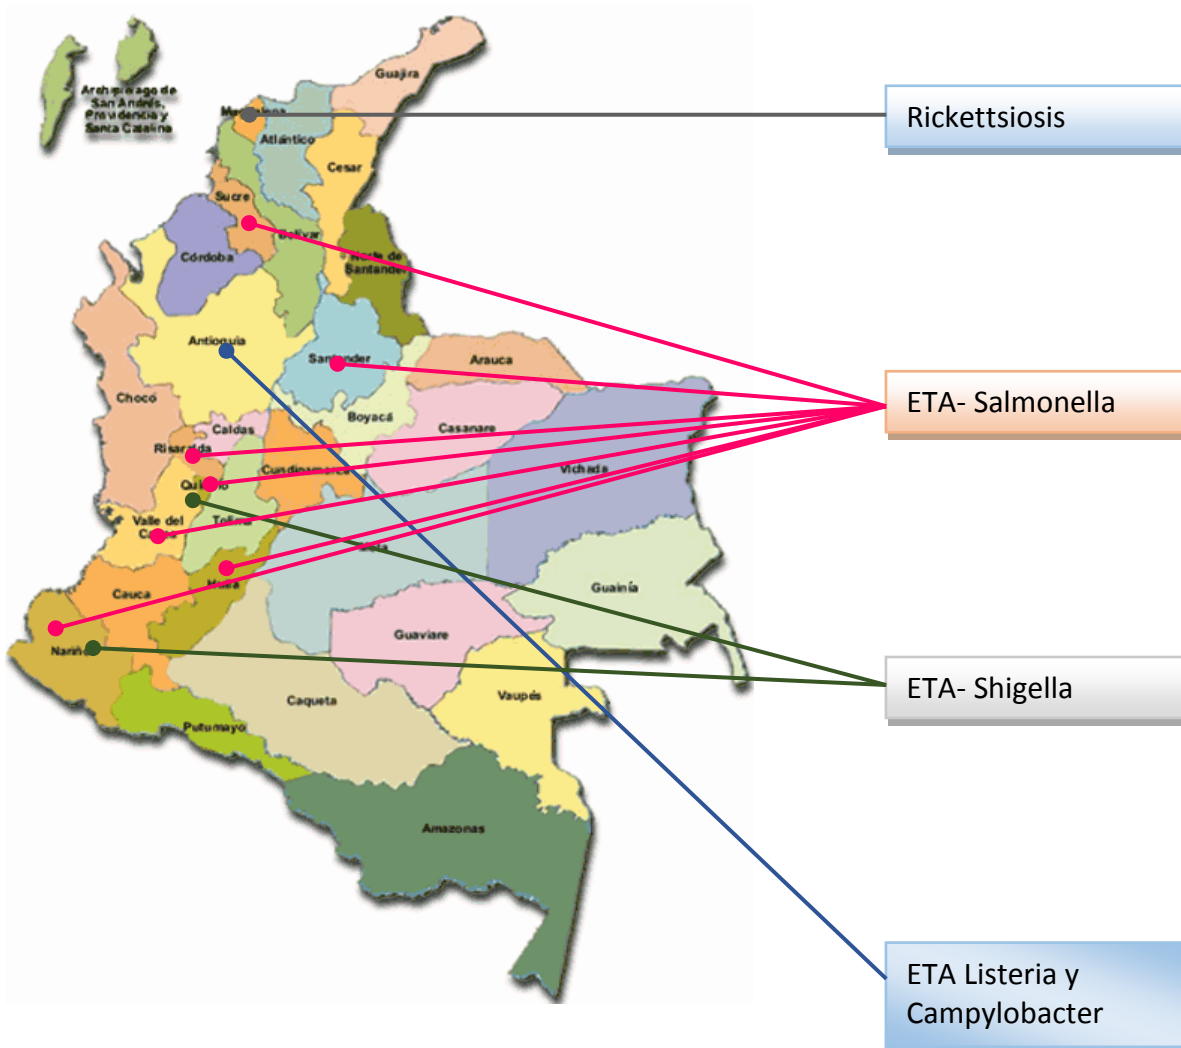 Archipielago de
San Andrés,
Providencia y
Santa Catalina
Guajira
Atlántico
Cesar
Sucre
Bolívar
Córdoba
Norte de
Santander
Antioquia
Santander
Arauca
Chocó
Boyacá
Caldas
Casanare
Risaralda
Cundinamarca
Vichada
Valle del
Tolima
Huila
Guainía
Cauca
Guaviare
Nariño
Vaupés
Caqueta
Putumayo
Amazonas
Rickettsiosis
ETA- Salmonella
ETA- Shigella
ETA Listeria y
Campylobacter